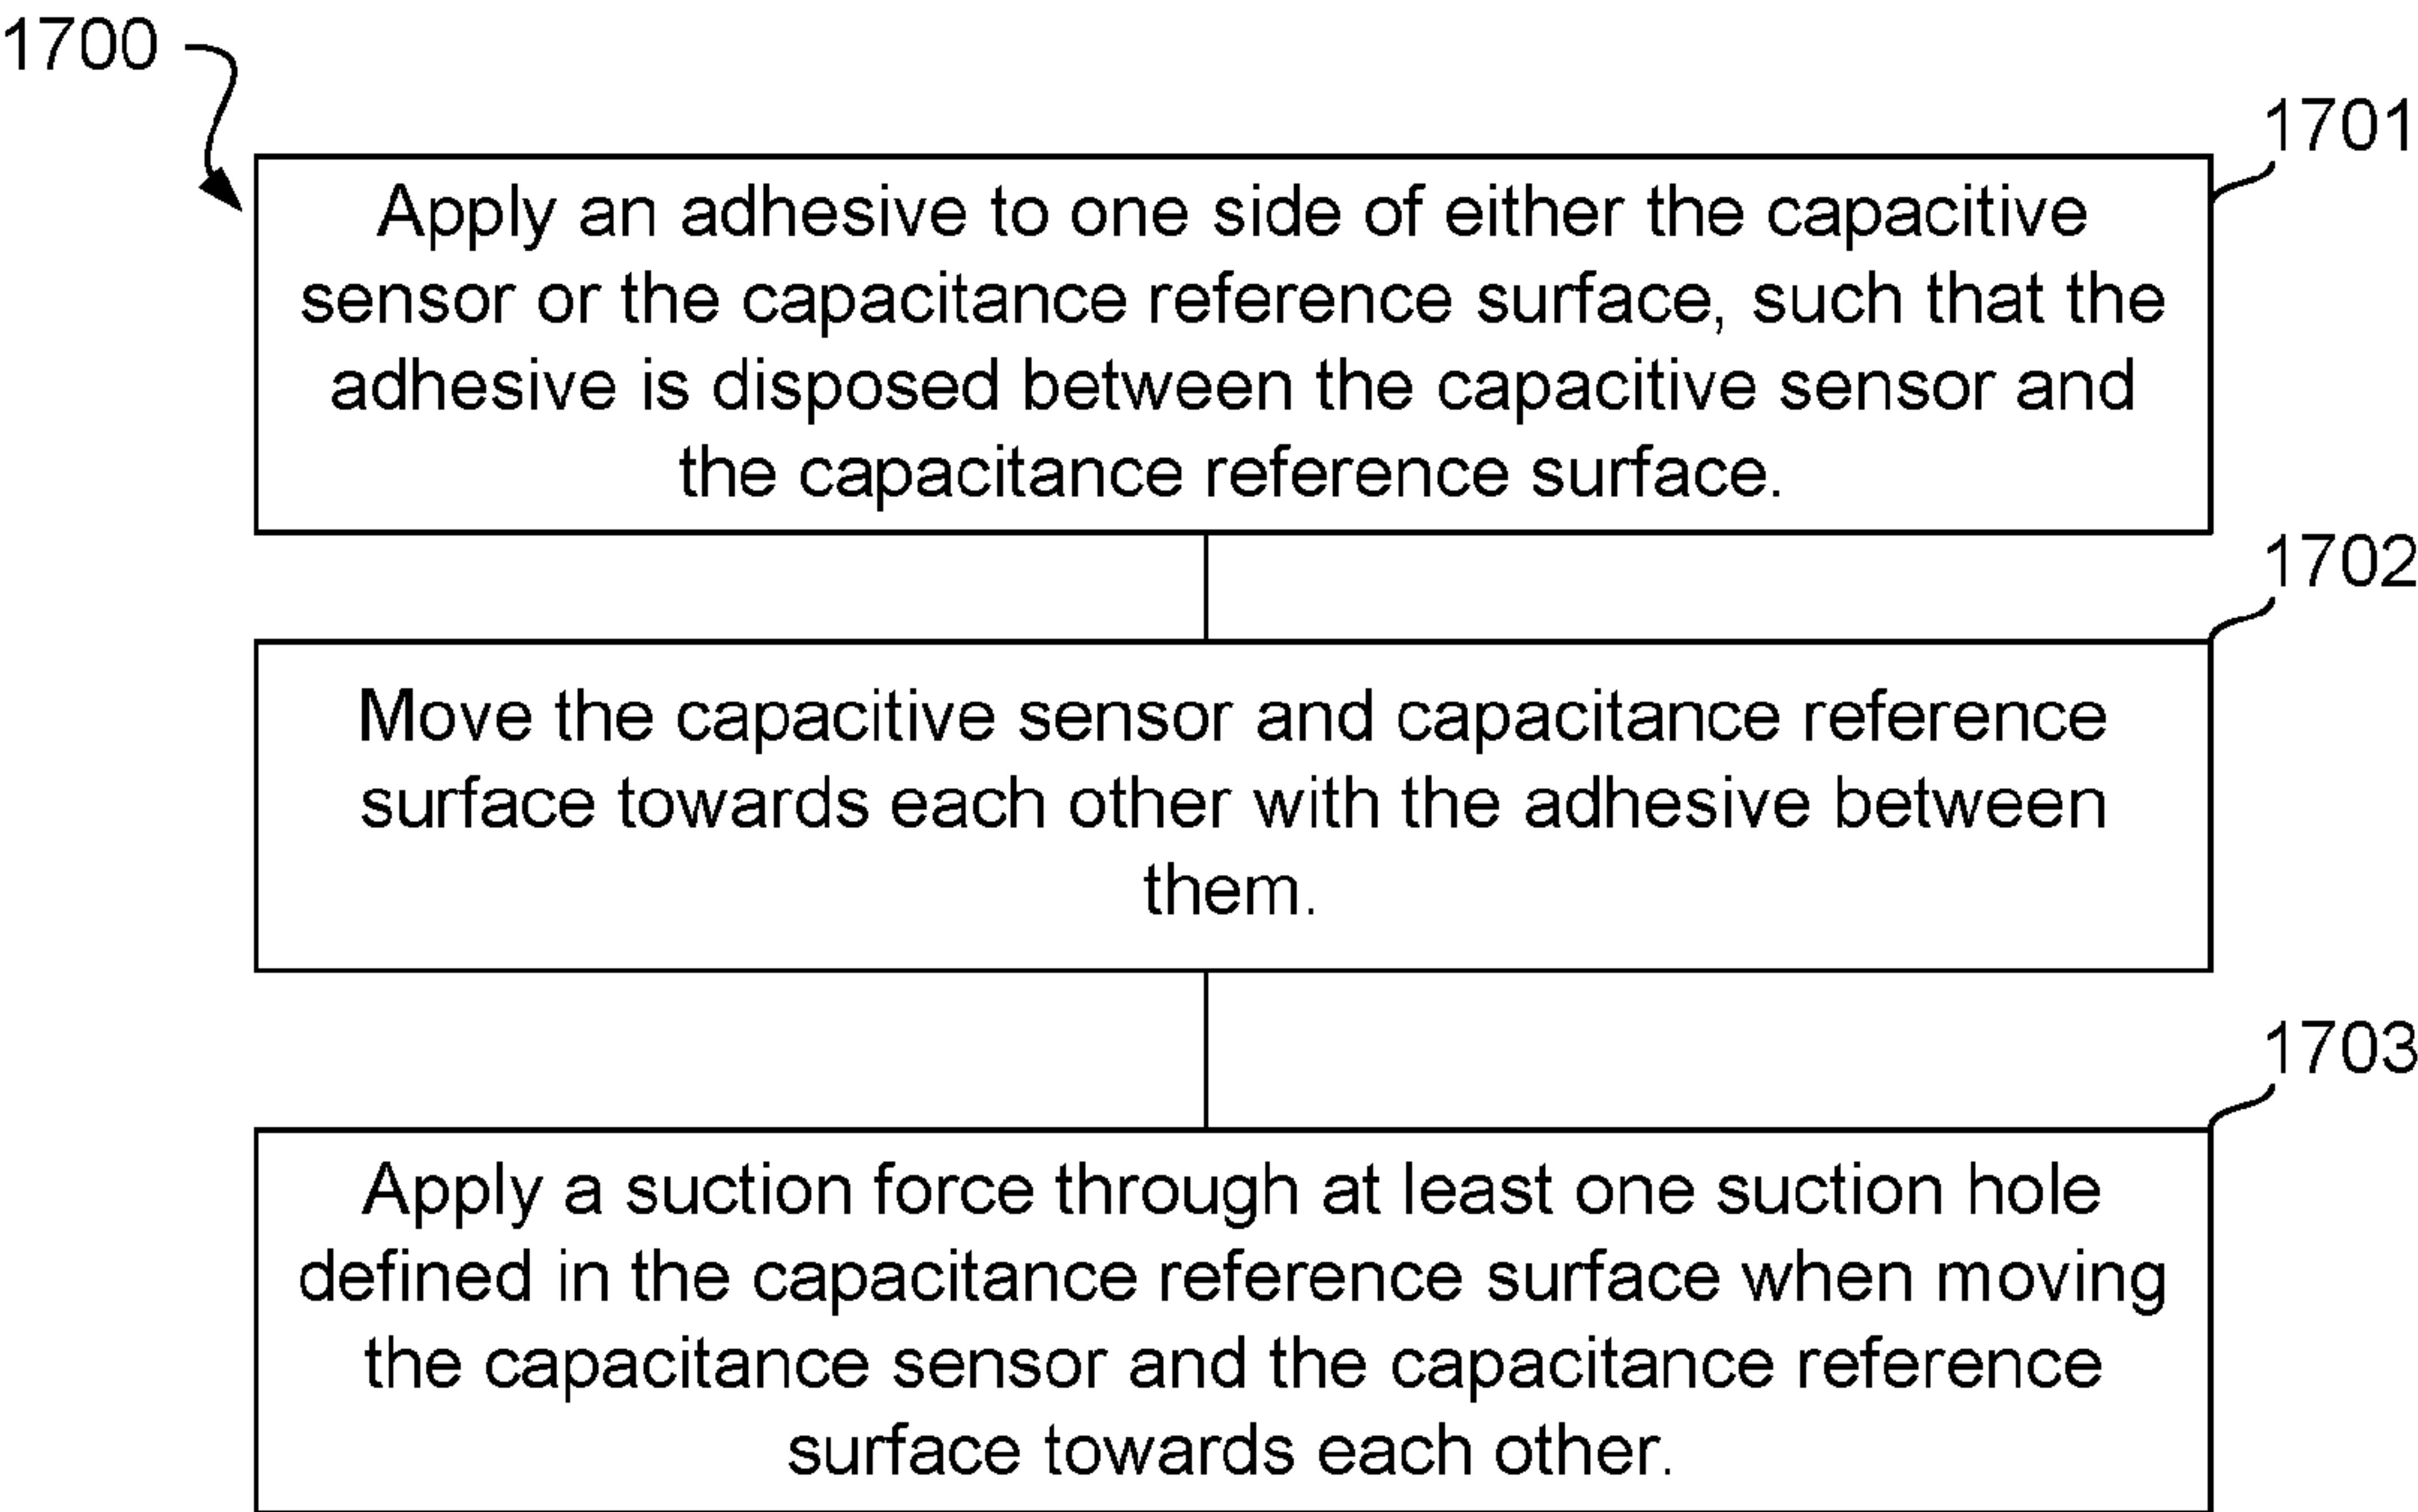 1700
1701
Apply an adhesive to one side of either the capacitive
sensor or the capacitance reference surface, such that the
adhesive is disposed between the capacitive sensor and
the capacitance reference surface.
1702
Move the capacitive sensor and capacitance reference
surface towards each other with the adhesive between
them.
1703
Apply a suction force through at least one suction hole
defined in the capacitance reference surface when moving
the capacitance sensor and the capacitance reference
surface towards each other.